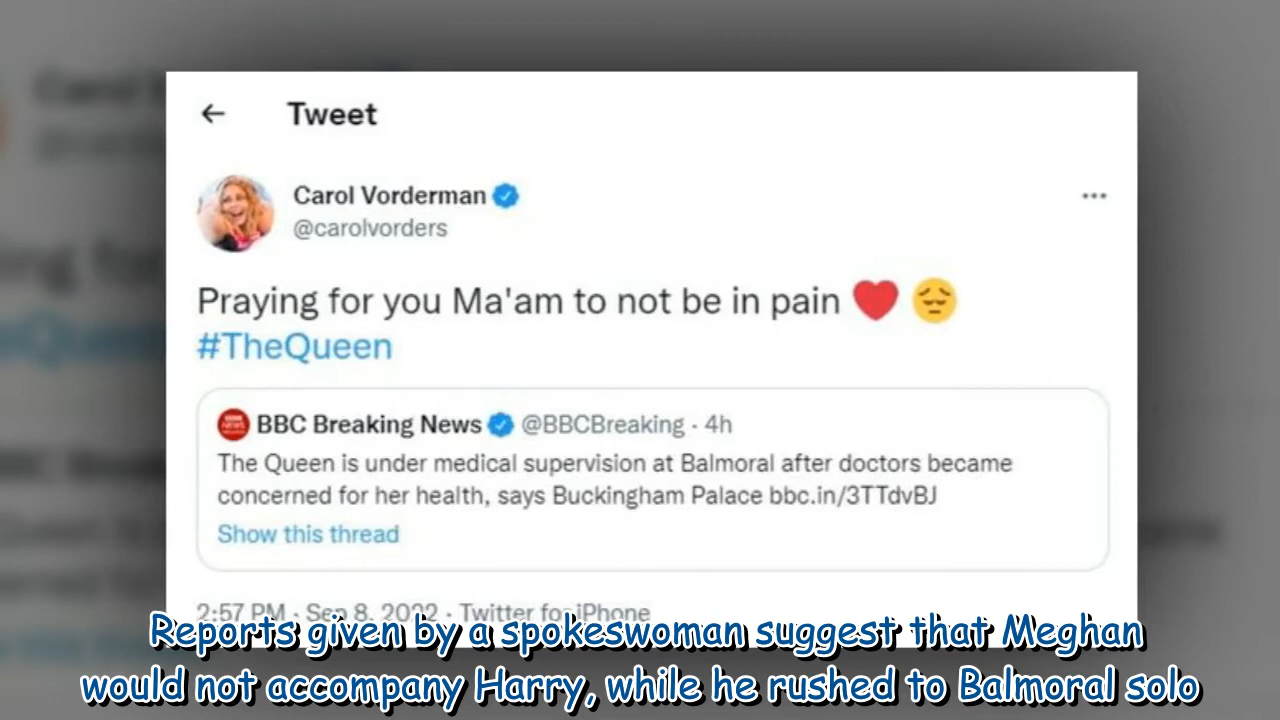 Tweet
Carol Vorderman
@carolvorders
Praying for you Ma'am to not be in pain ❤️ 😔
#TheQueen
BBC Breaking News @BBCBreaking · 4h
The Queen is under medical supervision at Balmoral after doctors became
concerned for her health, says Buckingham Palace bbc.in/3TTdvBJ
Show this thread
2:57 PM · Sep 8, 2022 · Twitter for iPhone
Reports given by a spokeswoman suggest that Meghan
would not accompany Harry, while he rushed to Balmoral solo